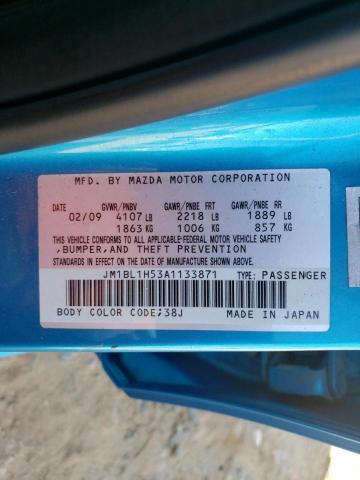 MFD. BY MAZDA MOTOR CORPORATION
DATE GVWR/PNBV GAWR/PNBE FRT GAWR/PNBE RR
02/09 4107 LB 2218 LB 1889 LB
1863 KG 1006 KG 857 KG
THIS VEHICLE CONFORMS TO ALL APPLICABLE FEDERAL MOTOR VEHICLE SAFETY
, BUMPER, AND THEFT PREVENTION
STANDARDS IN EFFECT ON THE DATE OF MANUFACTURE SHOWN ABOVE.
JM1BL1H53A1133871 TYPE: PASSENGER
BODY COLOR CODE;38J MADE IN JAPAN